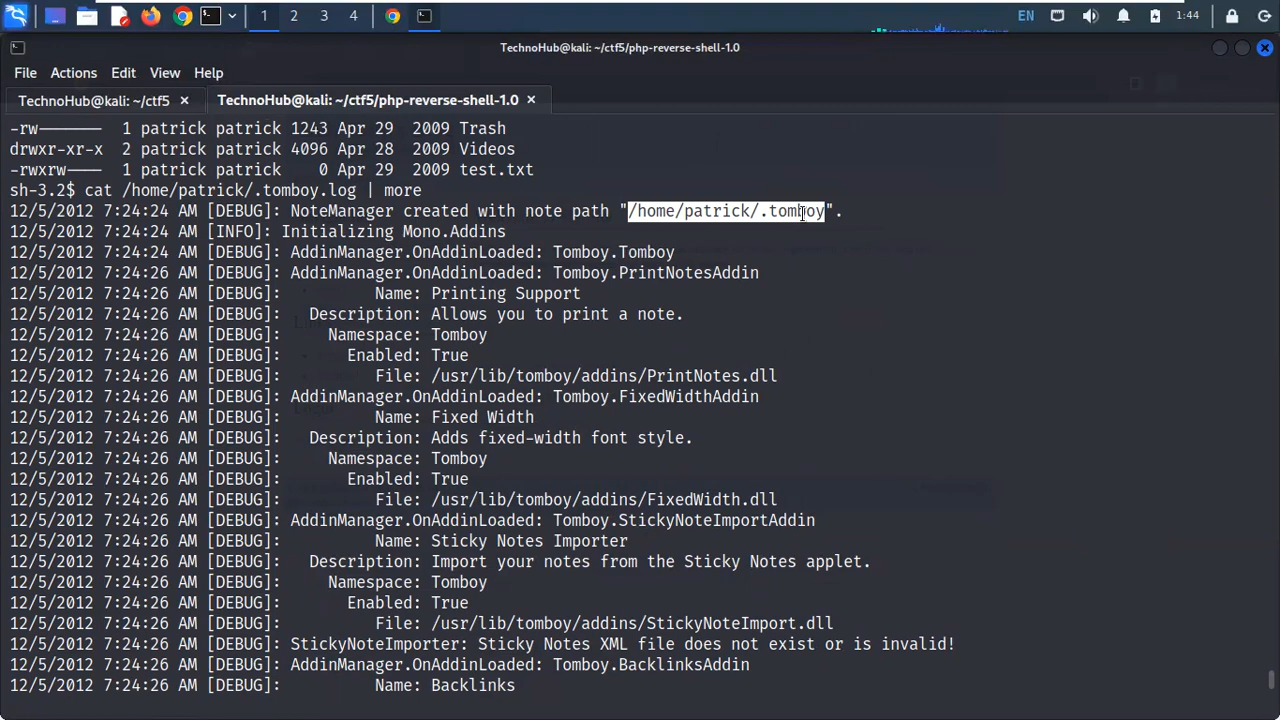 1 2 3 4 EN 1:44
TechnoHub@kali: ~/ctf5/php-reverse-shell-1.0
File Actions Edit View Help
TechnoHub@kali: ~/ctf5 × TechnoHub@kali: ~/ctf5/php-reverse-shell-1.0 ×
-rw------- 1 patrick patrick 1243 Apr 29 2009 Trash
drwxr-xr-x 2 patrick patrick 4096 Apr 28 2009 Videos
-rwxrw---- 1 patrick patrick 0 Apr 29 2009 test.txt
sh-3.2$ cat /home/patrick/.tomboy.log | more
12/5/2012 7:24:24 AM [DEBUG]: NoteManager created with note path "/home/patrick/.tomboy".
12/5/2012 7:24:26 AM [INFO]: Initializing Mono.Addins
12/5/2012 7:24:26 AM [DEBUG]: AddinManager.OnAddinLoaded: Tomboy.Tomboy
12/5/2012 7:24:26 AM [DEBUG]: AddinManager.OnAddinLoaded: Tomboy.PrintNotesAddin
12/5/2012 7:24:26 AM [DEBUG]: Name: Printing Support
12/5/2012 7:24:26 AM [DEBUG]: Description: Allows you to print a note.
12/5/2012 7:24:26 AM [DEBUG]: Namespace: Tomboy
12/5/2012 7:24:26 AM [DEBUG]: Enabled: True
12/5/2012 7:24:26 AM [DEBUG]: File: /usr/lib/tomboy/addins/PrintNotes.dll
12/5/2012 7:24:26 AM [DEBUG]: AddinManager.OnAddinLoaded: Tomboy.FixedWidthAddin
12/5/2012 7:24:26 AM [DEBUG]: Name: Fixed Width
12/5/2012 7:24:26 AM [DEBUG]: Description: Adds fixed-width font style.
12/5/2012 7:24:26 AM [DEBUG]: Namespace: Tomboy
12/5/2012 7:24:26 AM [DEBUG]: Enabled: True
12/5/2012 7:24:26 AM [DEBUG]: File: /usr/lib/tomboy/addins/FixedWidth.dll
12/5/2012 7:24:26 AM [DEBUG]: AddinManager.OnAddinLoaded: Tomboy.StickyNoteImportAddin
12/5/2012 7:24:26 AM [DEBUG]: Name: Sticky Notes Importer
12/5/2012 7:24:26 AM [DEBUG]: Description: Import your notes from the Sticky Notes applet.
12/5/2012 7:24:26 AM [DEBUG]: Namespace: Tomboy
12/5/2012 7:24:26 AM [DEBUG]: Enabled: True
12/5/2012 7:24:26 AM [DEBUG]: File: /usr/lib/tomboy/addins/StickyNoteImport.dll
12/5/2012 7:24:26 AM [DEBUG]: StickyNoteImporter: Sticky Notes XML file does not exist or is invalid!
12/5/2012 7:24:26 AM [DEBUG]: AddinManager.OnAddinLoaded: Tomboy.BacklinksAddin
12/5/2012 7:24:26 AM [DEBUG]: Name: Backlinks